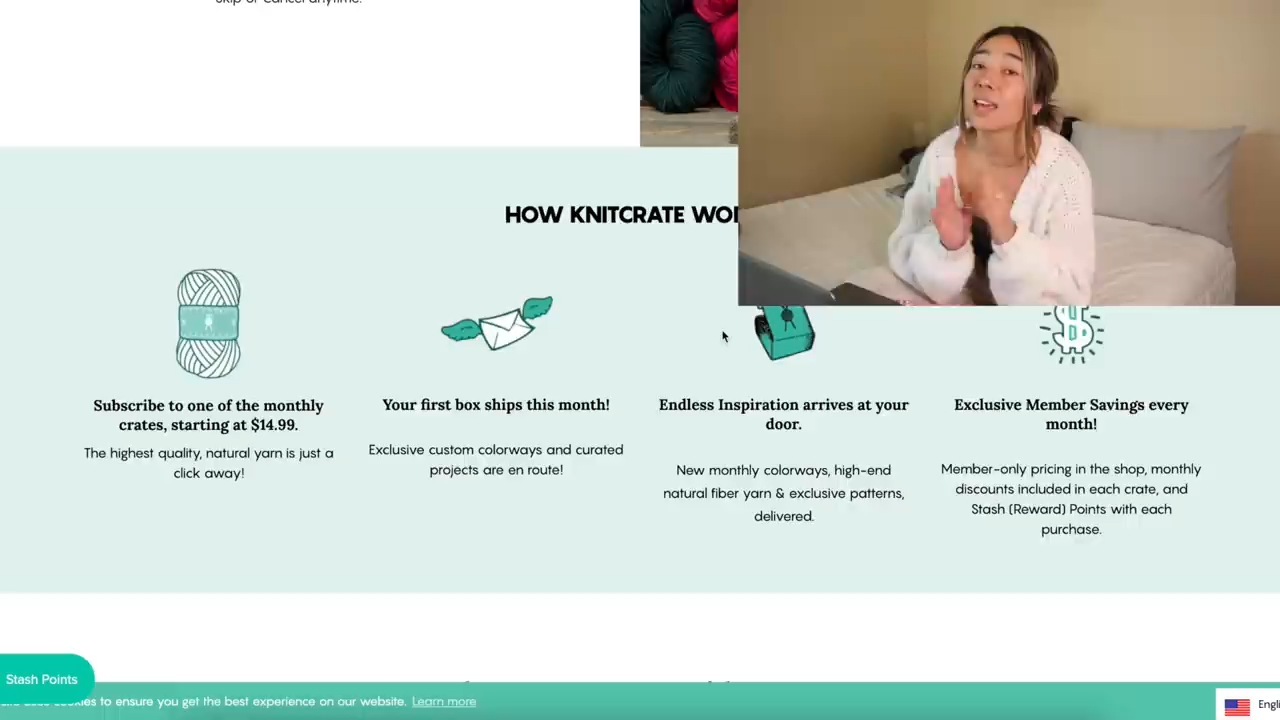 skip or cancel anytime.
HOW KNITCRATE
Subscribe to one of the monthly
crates, starting at $14.99.
The highest quality, natural yarn is just a
click away!
Your first box ships this month!
Exclusive custom colorways and curated
projects are en route!
Endless Inspiration arrives at your
door.
New monthly colorways, high-end
natural fiber yarn & exclusive patterns,
delivered.
Exclusive Member Savings every
month!
Member-only pricing in the shop, monthly
discounts included in each crate, and
Stash (Reward) Points with each
purchase.
Stash Points
to ensure you get the best experience on our website. Learn more